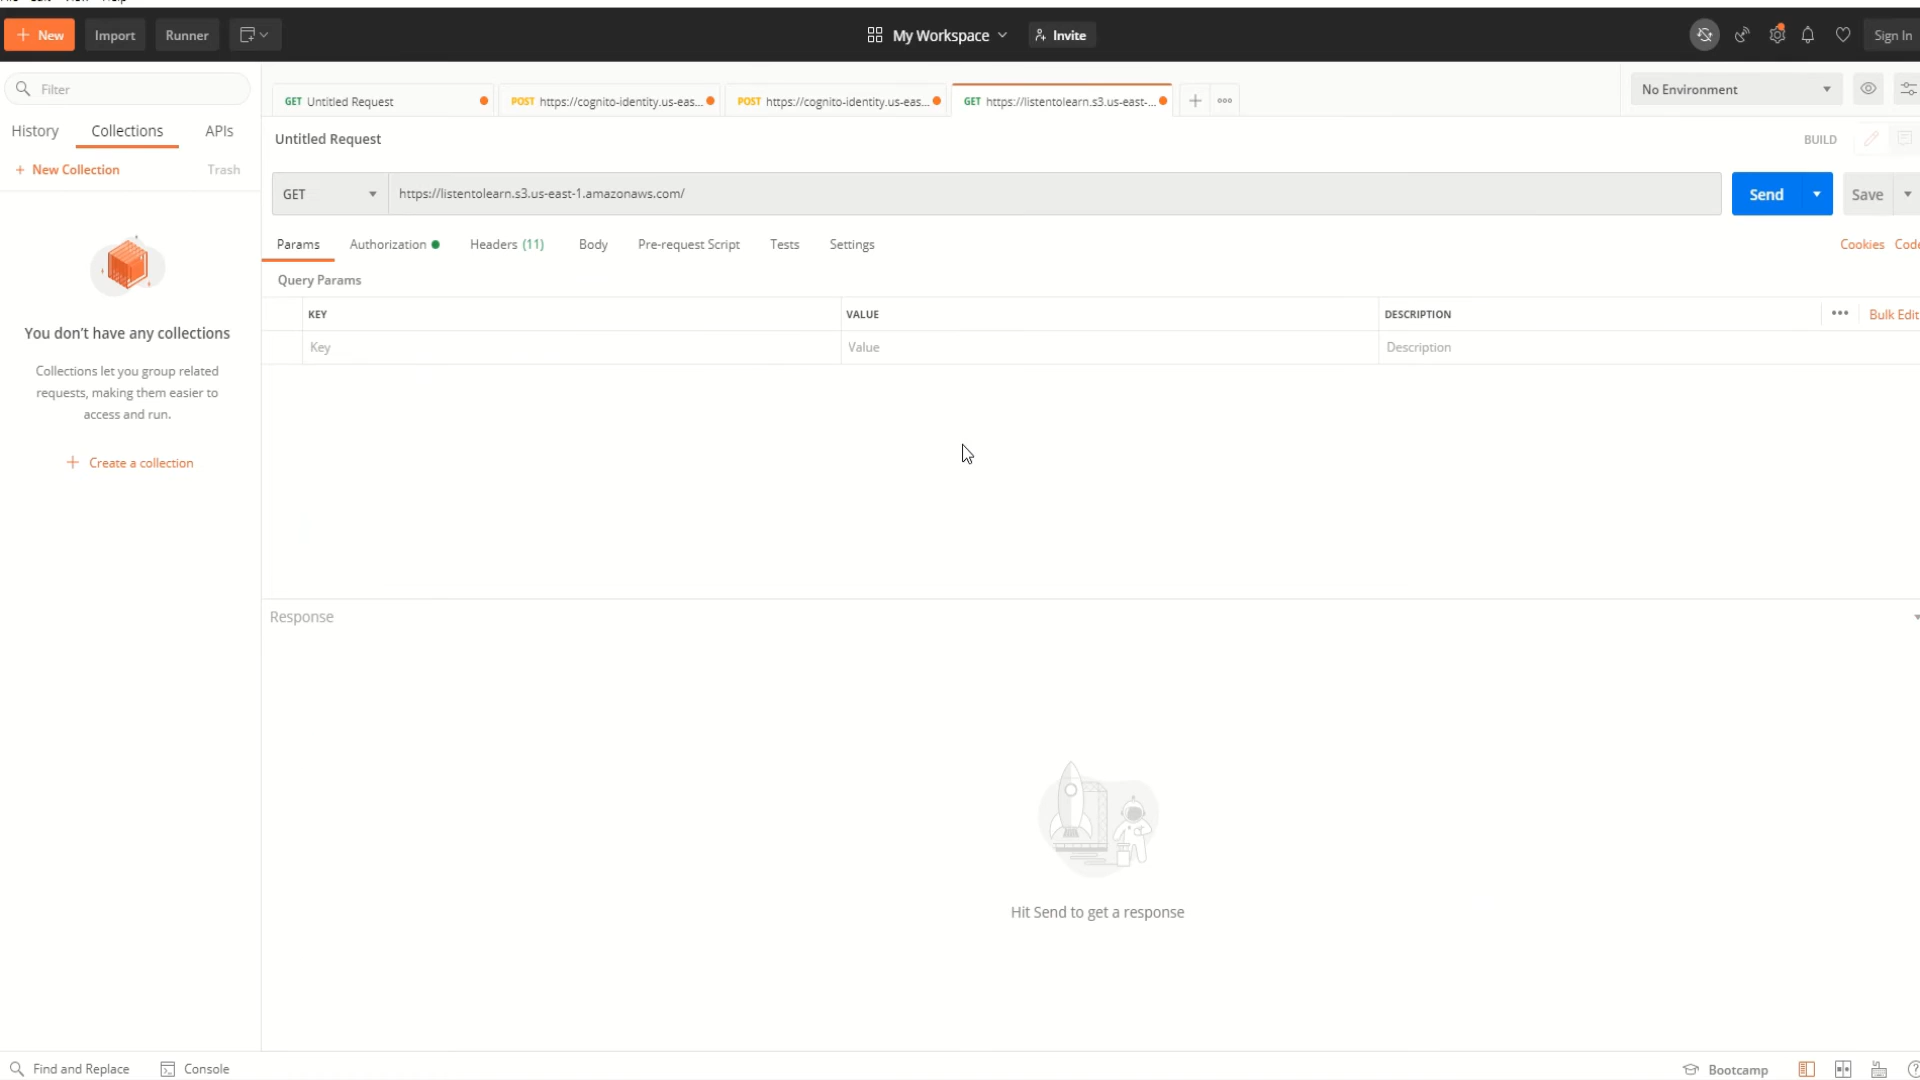 New
Import
Runner
My Workspace
Invite
Sign In
Filter
History
Collections
APIs
+ New Collection
Trash
You don't have any collections
Collections let you group related
requests, making them easier to
access and run.
+ Create a collection
GET Untitled Request
POST https://cognito-identity.us-eas...
POST https://cognito-identity.us-eas...
GET https://listentolearn.s3.us-east-...
No Environment
Untitled Request
BUILD
GET
https://listentolearn.s3.us-east-1.amazonaws.com/
Send
Save
Params
Authorization
Headers (11)
Body
Pre-request Script
Tests
Settings
Cookies
Code
Query Params
KEY
VALUE
DESCRIPTION
Bulk Edit
Key
Value
Description
Response
Hit Send to get a response
Find and Replace
Console
Bootcamp